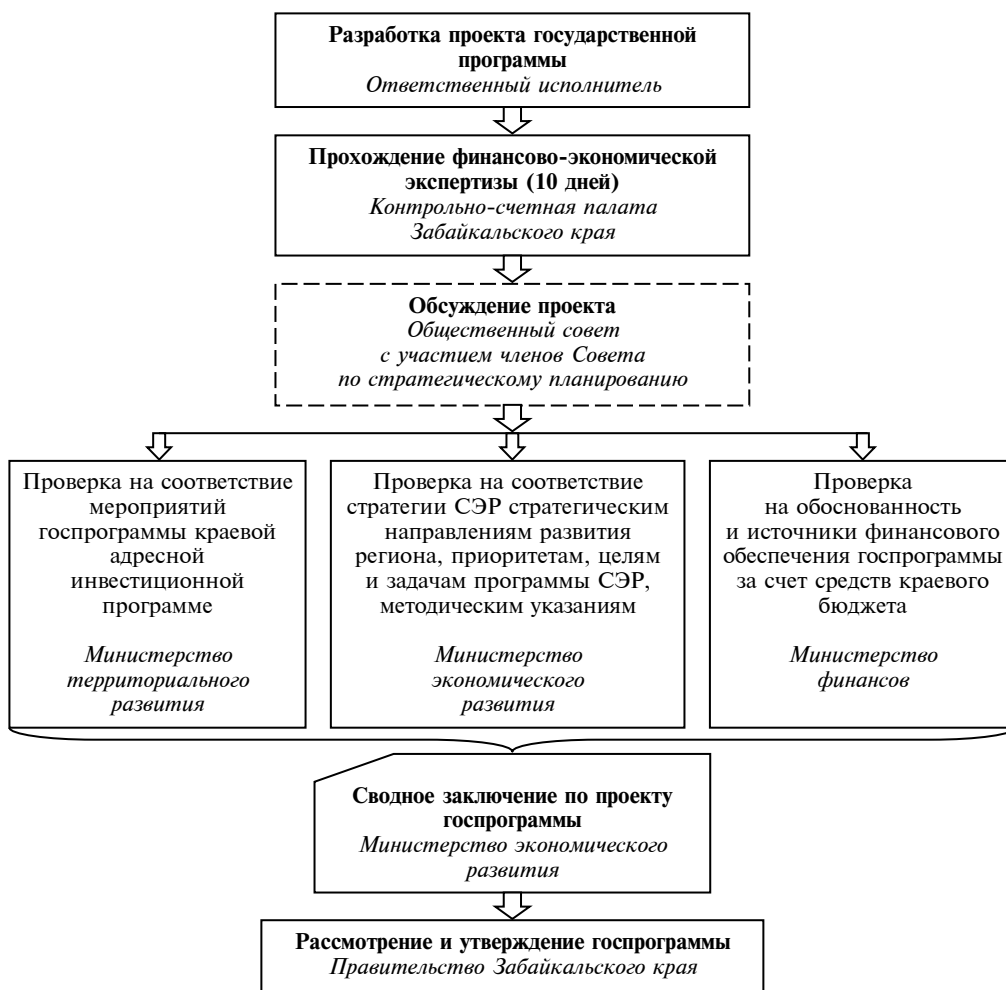 Разработка проекта государственной
программы
Ответственный исполнитель
Прохождение финансово-экономической
экспертизы (10 дней)
Контрольно-счетная палата
Забайкальского края
Обсуждение проекта
Общественный совет
с участием членов Совета
по стратегическому планированию
Проверка на соответствие
мероприятий
госпрограммы краевой
адресной
инвестиционной
программе
Министерство
территориального
развития
Проверка на соответствие
стратегии СЭР стратегическим
направлениям развития
региона, приоритетам, целям
и задачам программы СЭР,
методическим указаниям
Министерство
экономического
развития
Проверка
на обоснованность
и источники финансового
обеспечения госпрограммы
за счет средств краевого
бюджета
Министерство
финансов
Сводное заключение по проекту
госпрограммы
Министерство экономического
развития
Рассмотрение и утверждение госпрограммы
Правительство Забайкальского края